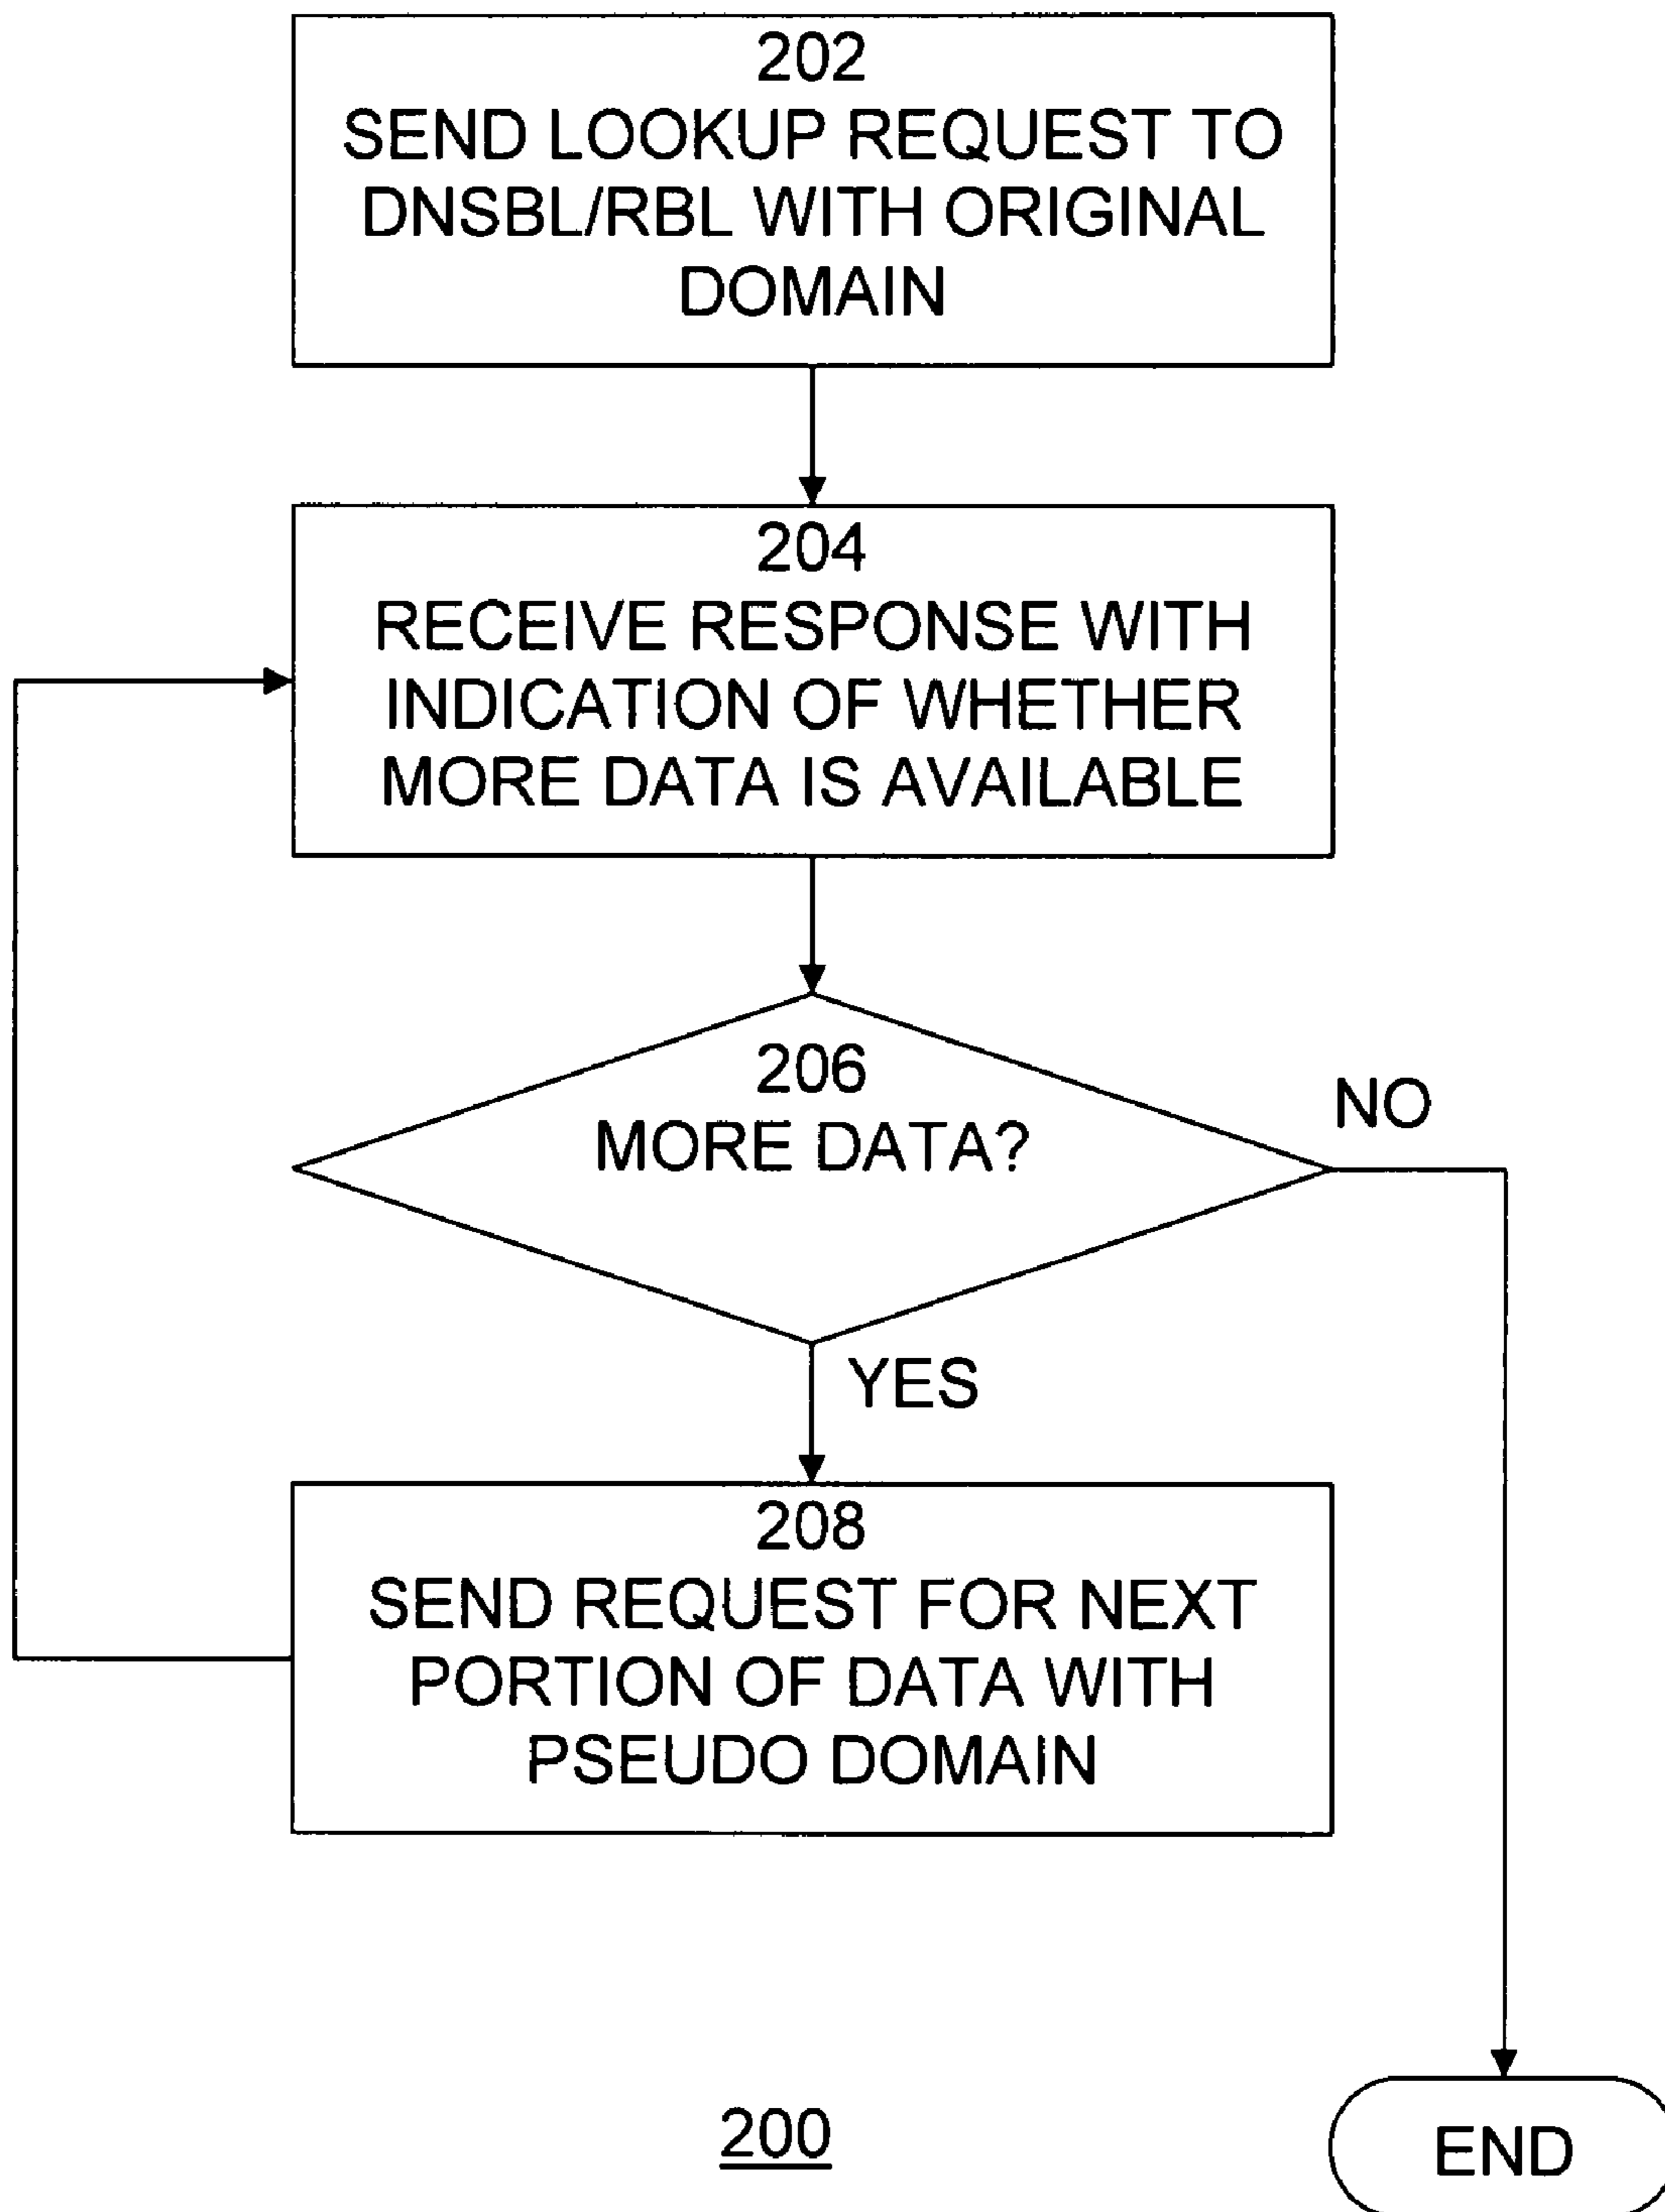 202
SEND LOOKUP REQUEST TO
DNSBL/RBL WITH ORIGINAL
DOMAIN
204
RECEIVE RESPONSE WITH
INDICATION OF WHETHER
MORE DATA IS AVAILABLE
206
MORE DATA?
NO
YES
208
SEND REQUEST FOR NEXT
PORTION OF DATA WITH
PSEUDO DOMAIN
200
END